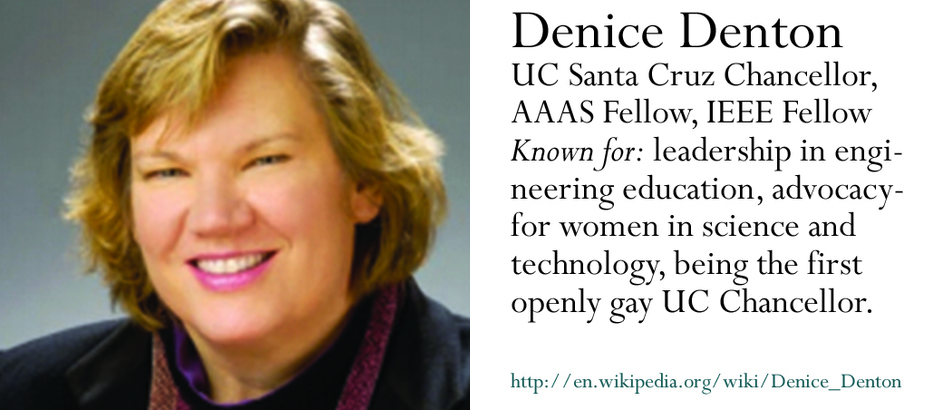 Denice Denton
UC Santa Cruz Chancellor,
AAAS Fellow, IEEE Fellow
Known for: leadership in engi-
neering education, advocacy-
for women in science and
technology, being the first
openly gay UC Chancellor.
http://en.wikipedia.org/wiki/Denice_Denton